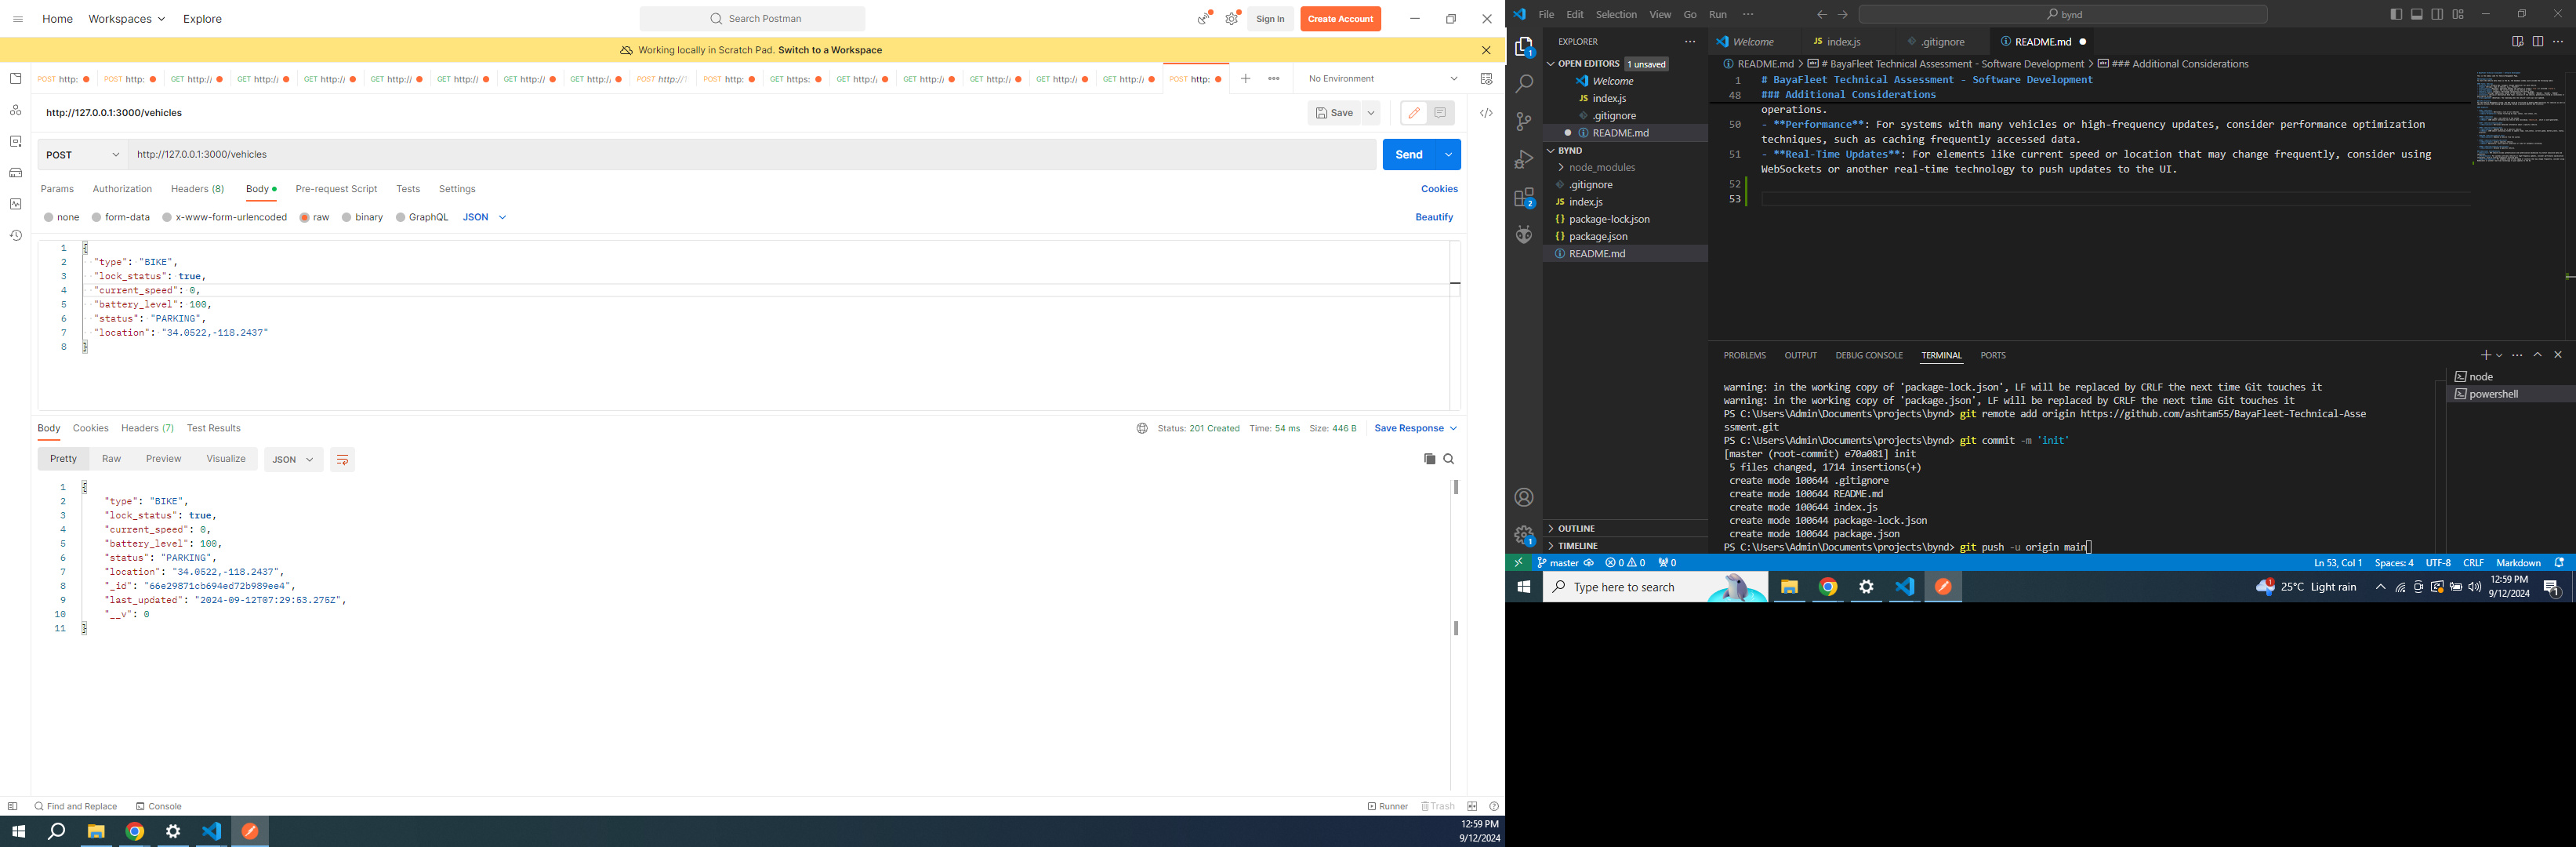 Home Workspaces Explore
Search Postman
Sign In Create Account
Working locally in Scratch Pad. Switch to a Workspace
POST http: POST http: GET http:/ GET http:/ GET http:/ GET http:/ GET http:/ GET http:/ GET http:/ POST http:// POST http: GET https: GET http:/ GET http:/ GET http:/ GET http:/ GET http:/ POST http:
No Environment
http://127.0.0.1:3000/vehicles
Save
POST http://127.0.0.1:3000/vehicles
Send
Params Authorization Headers (8) Body Pre-request Script Tests Settings
Cookies
none form-data x-www-form-urlencoded raw binary GraphQL JSON
Beautify
1 {
2 "type": "BIKE",
3 "lock_status": true,
4 "current_speed": 0,
5 "battery_level": 100,
6 "status": "PARKING",
7 "location": "34.0522,-118.2437"
8 }
Body Cookies Headers (7) Test Results
Status: 201 Created Time: 54 ms Size: 446 B Save Response
Pretty Raw Preview Visualize JSON
1 {
2 "type": "BIKE",
3 "lock_status": true,
4 "current_speed": 0,
5 "battery_level": 100,
6 "status": "PARKING",
7 "location": "34.0522,-118.2437",
8 "_id": "66e29871cb694ed72b989ee4",
9 "last_updated": "2024-09-12T07:29:53.275Z",
10 "__v": 0
11 }
Find and Replace Console
Runner Trash
12:59 PM
9/12/2024
File Edit Selection View Go Run
bynd
EXPLORER
OPEN EDITORS 1 unsaved
Welcome
index.js
.gitignore
README.md
BYND
node_modules
.gitignore
index.js
package-lock.json
package.json
README.md
OUTLINE
TIMELINE
Welcome index.js .gitignore README.md
README.md > # BayaFleet Technical Assessment - Software Development > ### Additional Considerations
1 # BayaFleet Technical Assessment - Software Development
48 ### Additional Considerations
operations.
50 - **Performance**: For systems with many vehicles or high-frequency updates, consider performance optimization
techniques, such as caching frequently accessed data.
51 - **Real-Time Updates**: For elements like current speed or location that may change frequently, consider using
WebSockets or another real-time technology to push updates to the UI.
52
53
PROBLEMS OUTPUT DEBUG CONSOLE TERMINAL PORTS
node
powershell
warning: in the working copy of 'package-lock.json', LF will be replaced by CRLF the next time Git touches it
warning: in the working copy of 'package.json', LF will be replaced by CRLF the next time Git touches it
PS C:\Users\Admin\Documents\projects\bynd> git remote add origin https://github.com/ashtam55/BayaFleet-Technical-Asse
ssment.git
PS C:\Users\Admin\Documents\projects\bynd> git commit -m 'init'
[master (root-commit) e70a081] init
5 files changed, 1714 insertions(+)
create mode 100644 .gitignore
create mode 100644 README.md
create mode 100644 index.js
create mode 100644 package-lock.json
create mode 100644 package.json
PS C:\Users\Admin\Documents\projects\bynd> git push -u origin main
master 0 0 0
Ln 53, Col 1 Spaces: 4 UTF-8 CRLF Markdown
Type here to search
25°C Light rain
12:59 PM
9/12/2024